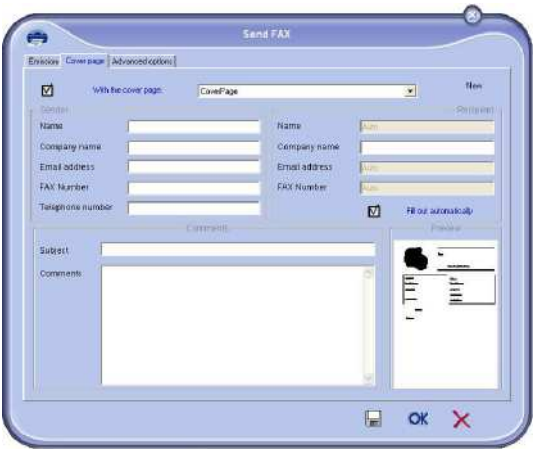 Send FAX
Emission Cover page Advanced options
With the cover page: CoverPage New
Sender Recipient
Name Name Auto
Company name Company name
Email address Email address Auto
FAX Number FAX Number Auto
Telephone number Fill out automatically
Comments Preview
Subject
Comments
OK